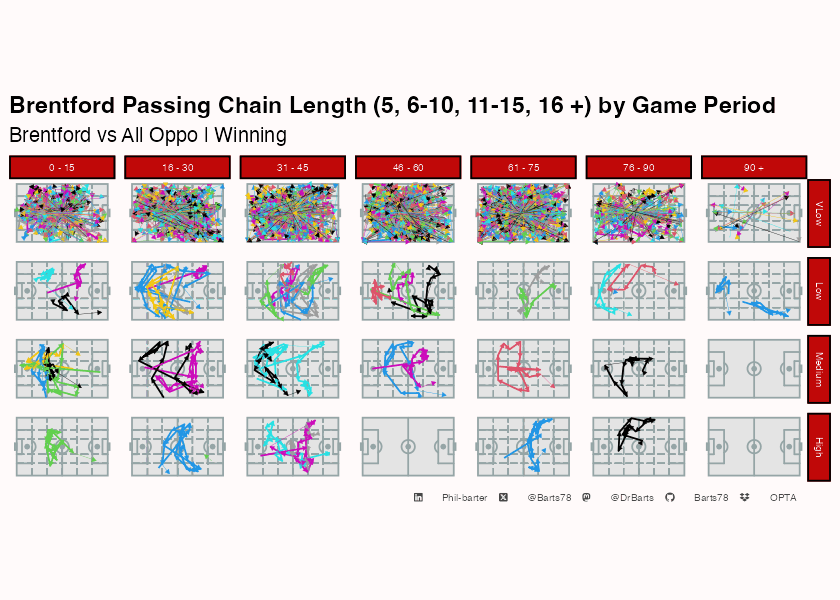 Brentford Passing Chain Length (5, 6-10, 11-15, 16 +) by Game Period
Brentford vs All Oppo | Winning
0 - 15
16 - 30
31 - 45
46 - 60
61 - 75
76 - 90
90 +
VLow
Low
Medium
High
Phil-barter @Barts78 @DrBarts Barts78 OPTA